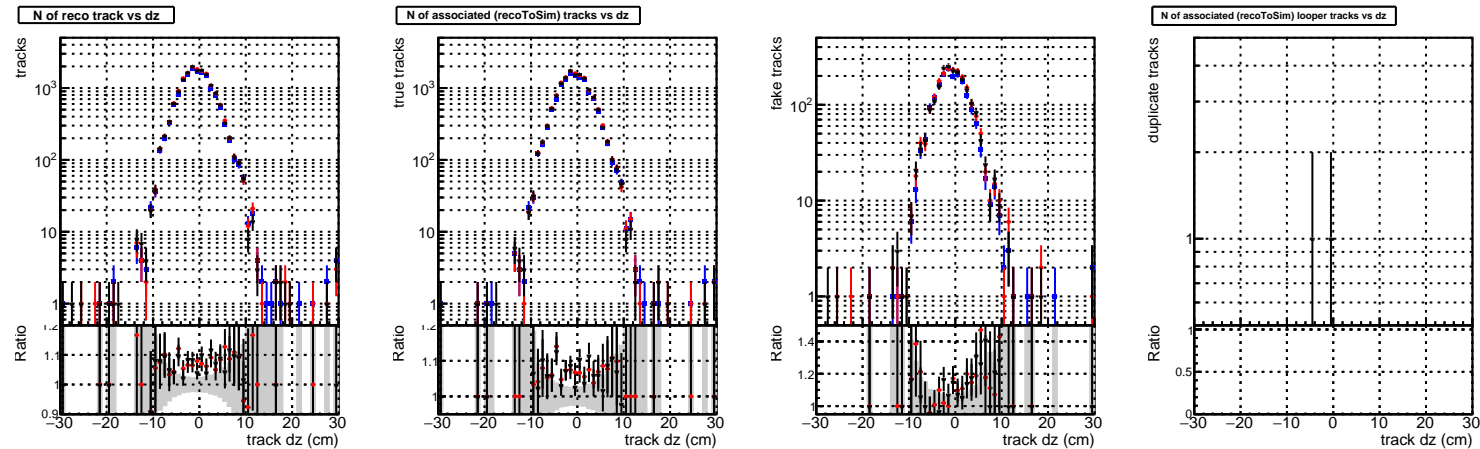 N of reco track vs dz
tracks
10³
10²
10
1
Ratio
1.2
1.1
1
0.9
−30 −20 −10 0 10 20 30
track dz (cm)
N of associated (recoToSim) tracks vs dz
true tracks
10³
10²
10
1
Ratio
1.2
1.1
1
−30 −20 −10 0 10 20 30
track dz (cm)
fake tracks
10²
10
1
Ratio
1.4
1.2
1
−30 −20 −10 0 10 20 30
track dz (cm)
N of associated (recoToSim) looper tracks vs dz
duplicate tracks
1
Ratio
1
0.5
0
−30 −20 −10 0 10 20 30
track dz (cm)